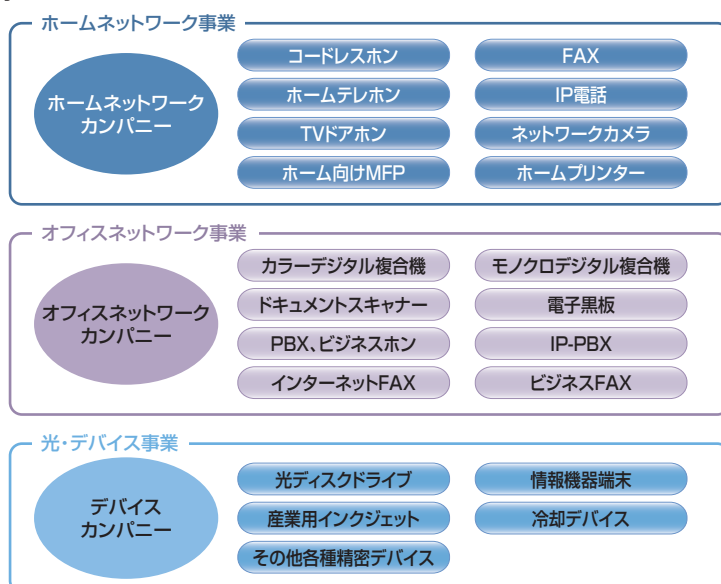 ホームネットワーク事業
ホームネットワーク
カンパニー
コードレスホン
FAX
ホームテレホン
IP電話
TVドアホン
ネットワークカメラ
ホーム向けMFP
ホームプリンター
オフィスネットワーク事業
オフィスネットワーク
カンパニー
カラーデジタル複合機
モノクロデジタル複合機
ドキュメントスキャナー
電子黒板
PBX、ビジネスホン
IP-PBX
インターネットFAX
ビジネスFAX
光・デバイス事業
デバイス
カンパニー
光ディスクドライブ
情報機器端末
産業用インクジェット
冷却デバイス
その他各種精密デバイス